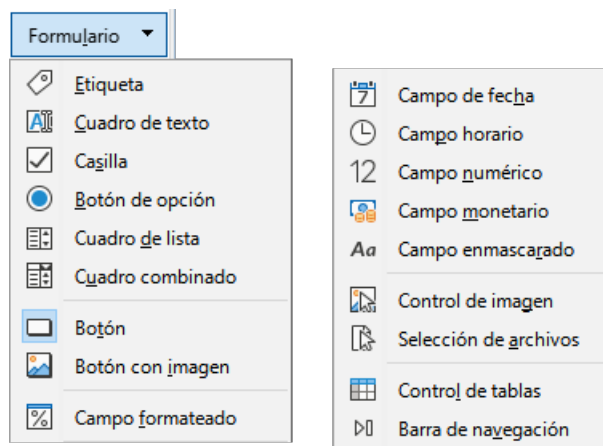 Formulario
Etiqueta
Cuadro de texto
Casilla
Botón de opción
Cuadro de lista
Cuadro combinado
Botón
Botón con imagen
Campo formateado
7
Campo de fecha
Campo horario
12 Campo numérico
Campo monetario
Aa Campo enmascarado
Control de imagen
Selección de archivos
Control de tablas
Barra de navegación